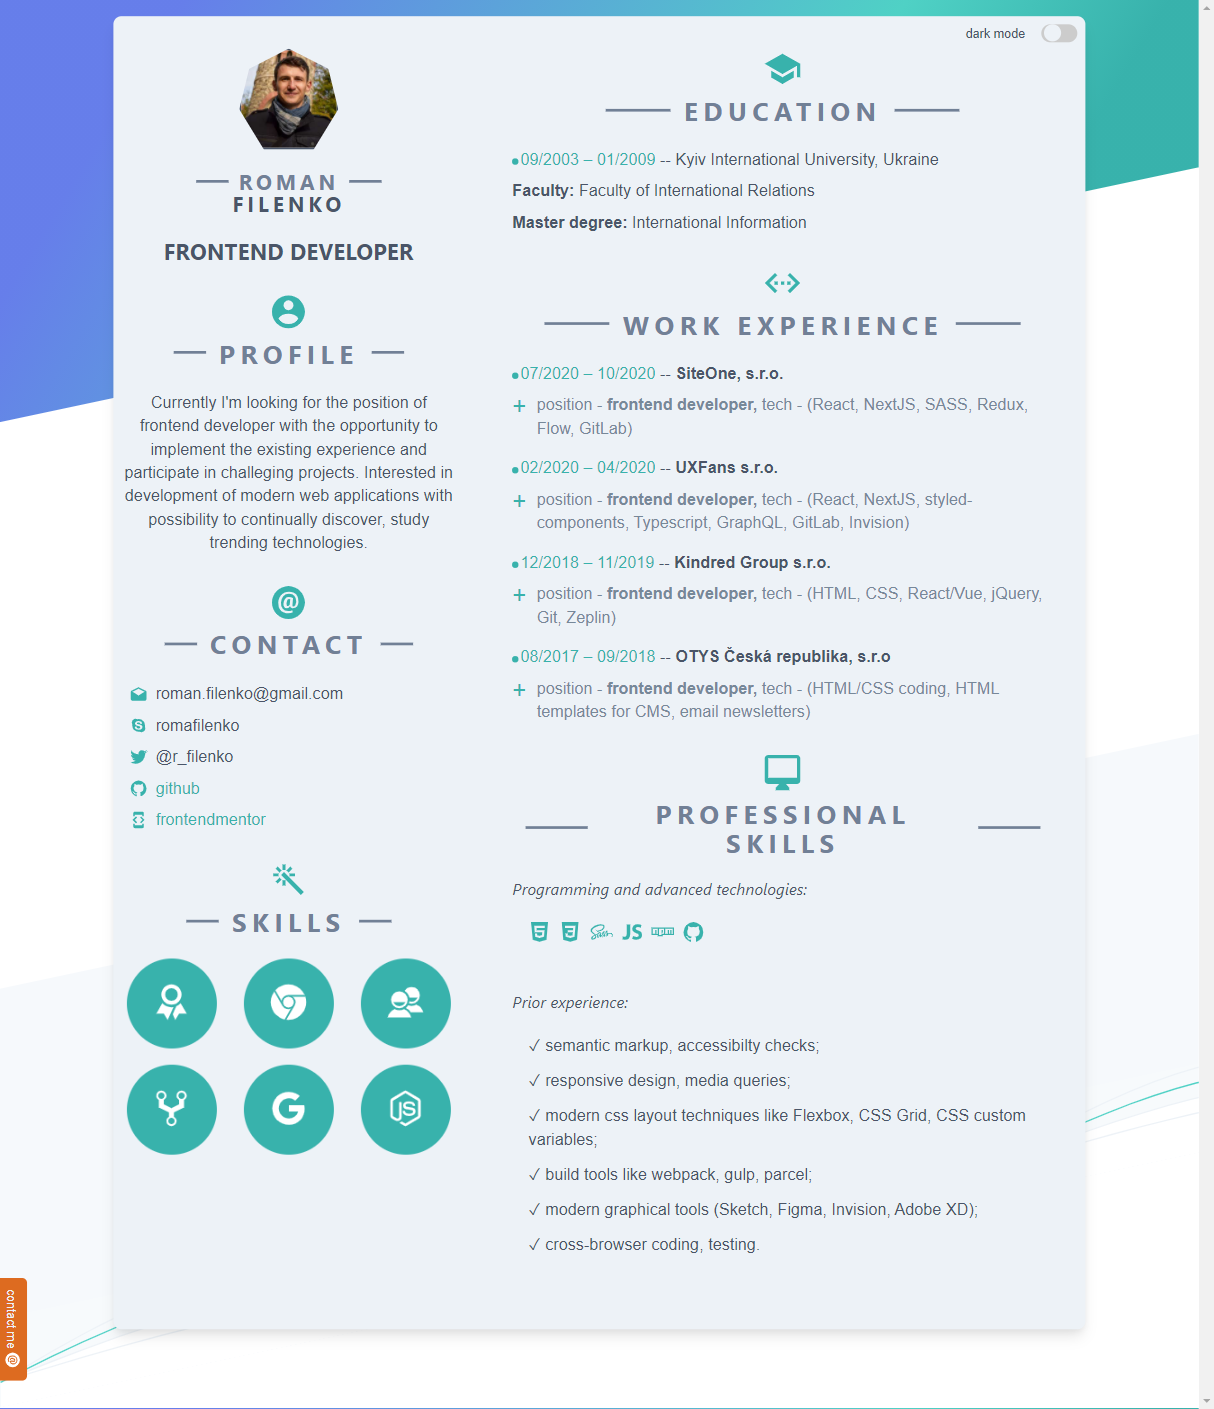 dark mode
ROMAN
FILENKO
FRONTEND DEVELOPER
PROFILE
Currently I'm looking for the position of
frontend developer with the opportunity to
implement the existing experience and
participate in challeging projects. Interested in
development of modern web applications with
possibility to continually discover, study
trending technologies.
CONTACT
roman.filenko@gmail.com
romafilenko
@r_filenko
github
frontendmentor
SKILLS
JS
EDUCATION
09/2003 – 01/2009 -- Kyiv International University, Ukraine
Faculty: Faculty of International Relations
Master degree: International Information
WORK EXPERIENCE
07/2020 – 10/2020 -- SiteOne, s.r.o.
position - frontend developer, tech - (React, NextJS, SASS, Redux,
Flow, GitLab)
02/2020 – 04/2020 -- UXFans s.r.o.
position - frontend developer, tech - (React, NextJS, styled-
components, Typescript, GraphQL, GitLab, Invision)
12/2018 – 11/2019 -- Kindred Group s.r.o.
position - frontend developer, tech - (HTML, CSS, React/Vue, jQuery,
Git, Zeplin)
08/2017 – 09/2018 -- OTYS Česká republika, s.r.o
position - frontend developer, tech - (HTML/CSS coding, HTML
templates for CMS, email newsletters)
PROFESSIONAL
SKILLS
Programming and advanced technologies:
5 3 Sass JS npm
Prior experience:
✓ semantic markup, accessibilty checks;
✓ responsive design, media queries;
✓ modern css layout techniques like Flexbox, CSS Grid, CSS custom
variables;
✓ build tools like webpack, gulp, parcel;
✓ modern graphical tools (Sketch, Figma, Invision, Adobe XD);
✓ cross-browser coding, testing.
contact me